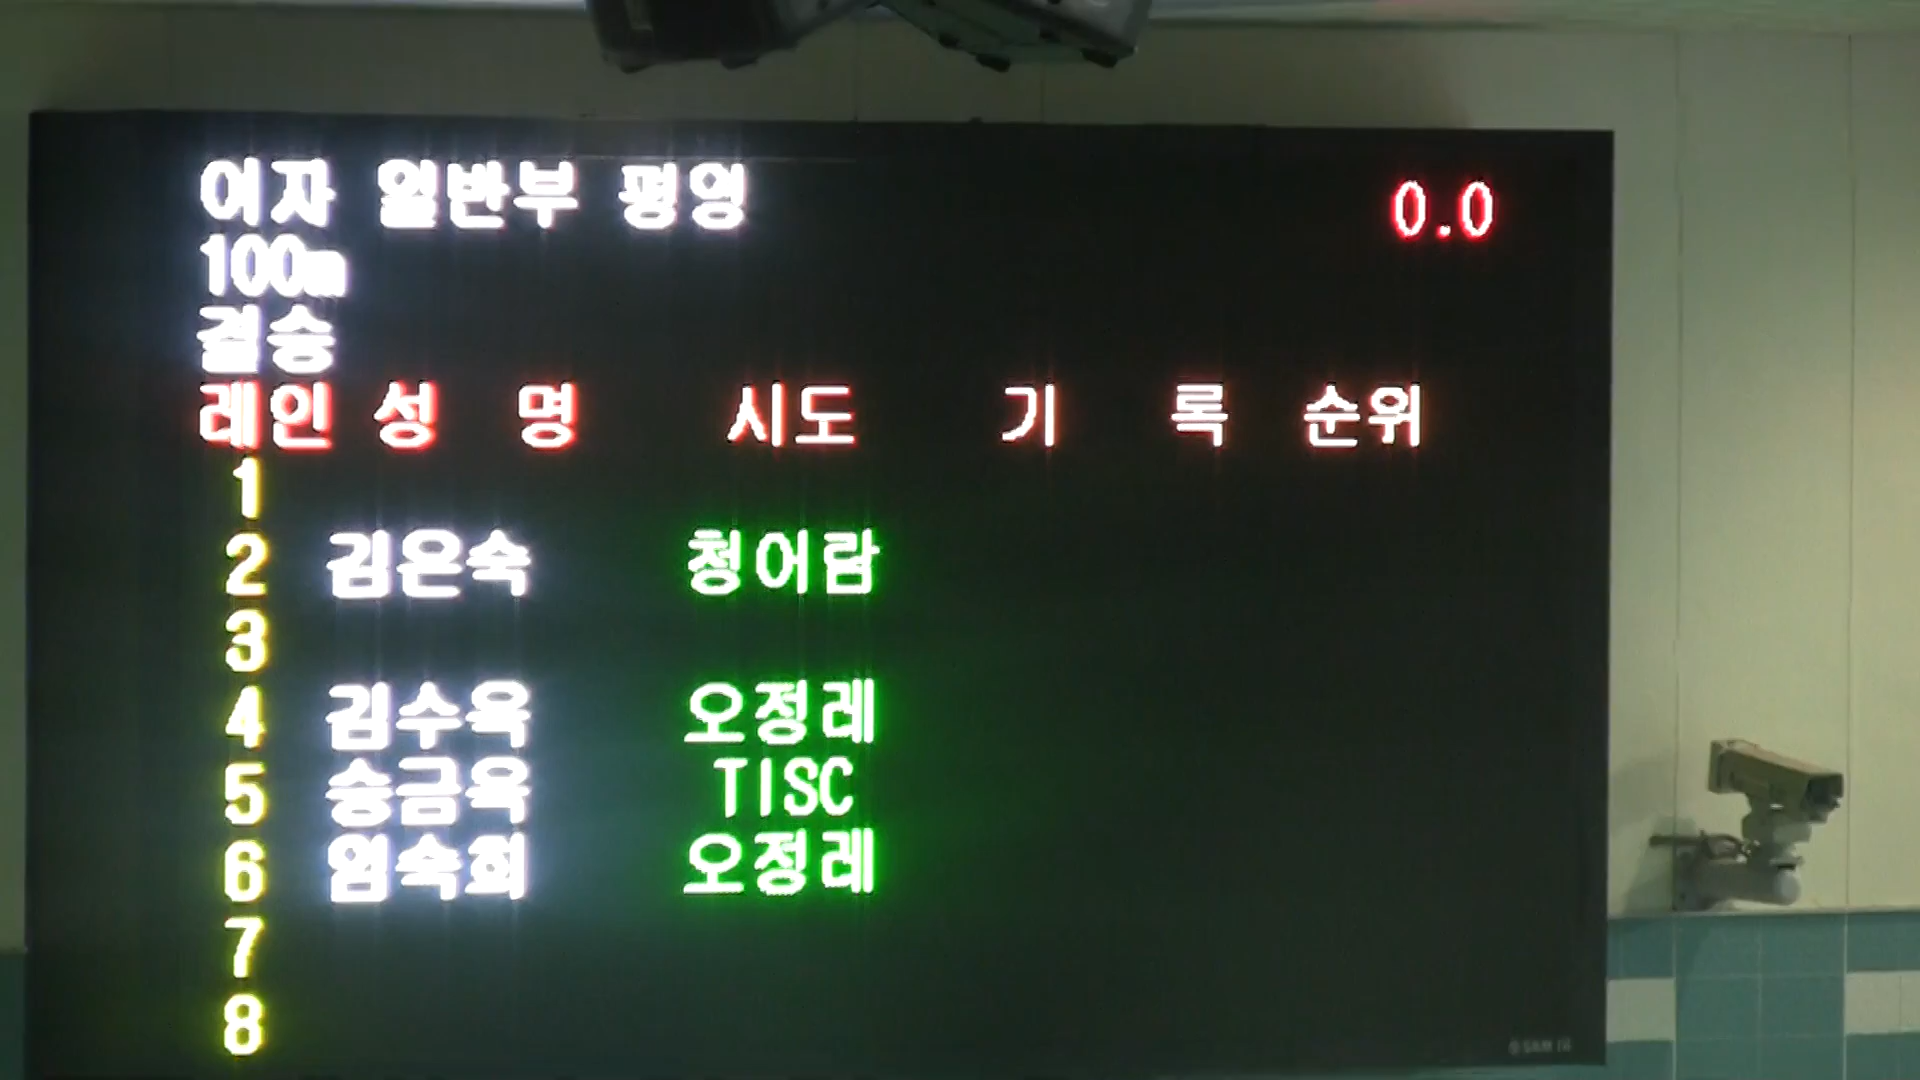 여자 일반부 평영 0.0
100m
결승
레인 성 명 시도 기 록 순위
1
2 김은숙 청어람
3
4 김수옥 오정레
5 승금옥 TISC
6 엄숙희 오정레
7
8